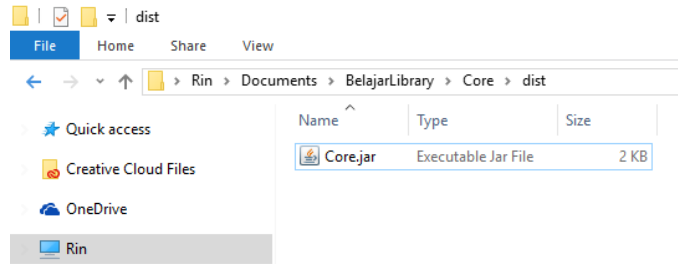 dist
File Home Share View
Rin > Documents > BelajarLibrary > Core > dist
Name Type Size
Quick access
Core.jar Executable Jar File 2 KB
Creative Cloud Files
OneDrive
Rin